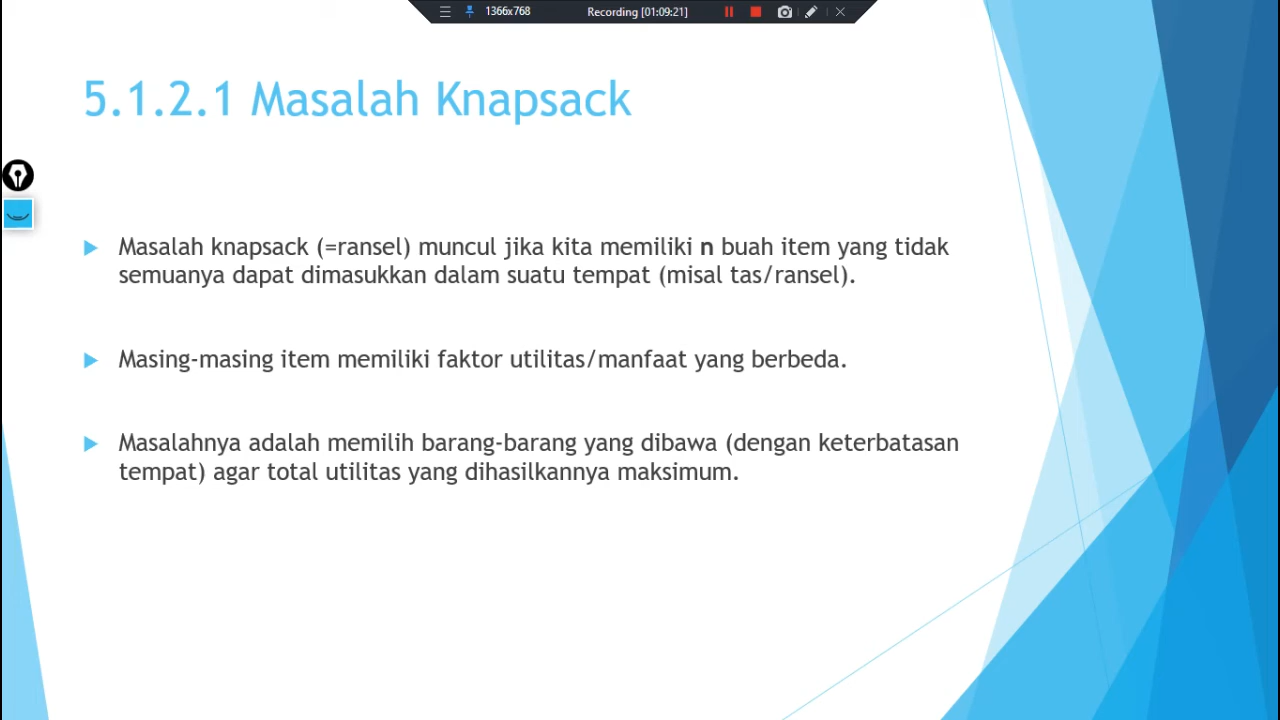 1366x768 Recording [01:09:21]
5.1.2.1 Masalah Knapsack
Masalah knapsack (=ransel) muncul jika kita memiliki n buah item yang tidak
semuanya dapat dimasukkan dalam suatu tempat (misal tas/ransel).
Masing-masing item memiliki faktor utilitas/manfaat yang berbeda.
Masalahnya adalah memilih barang-barang yang dibawa (dengan keterbatasan
tempat) agar total utilitas yang dihasilkannya maksimum.